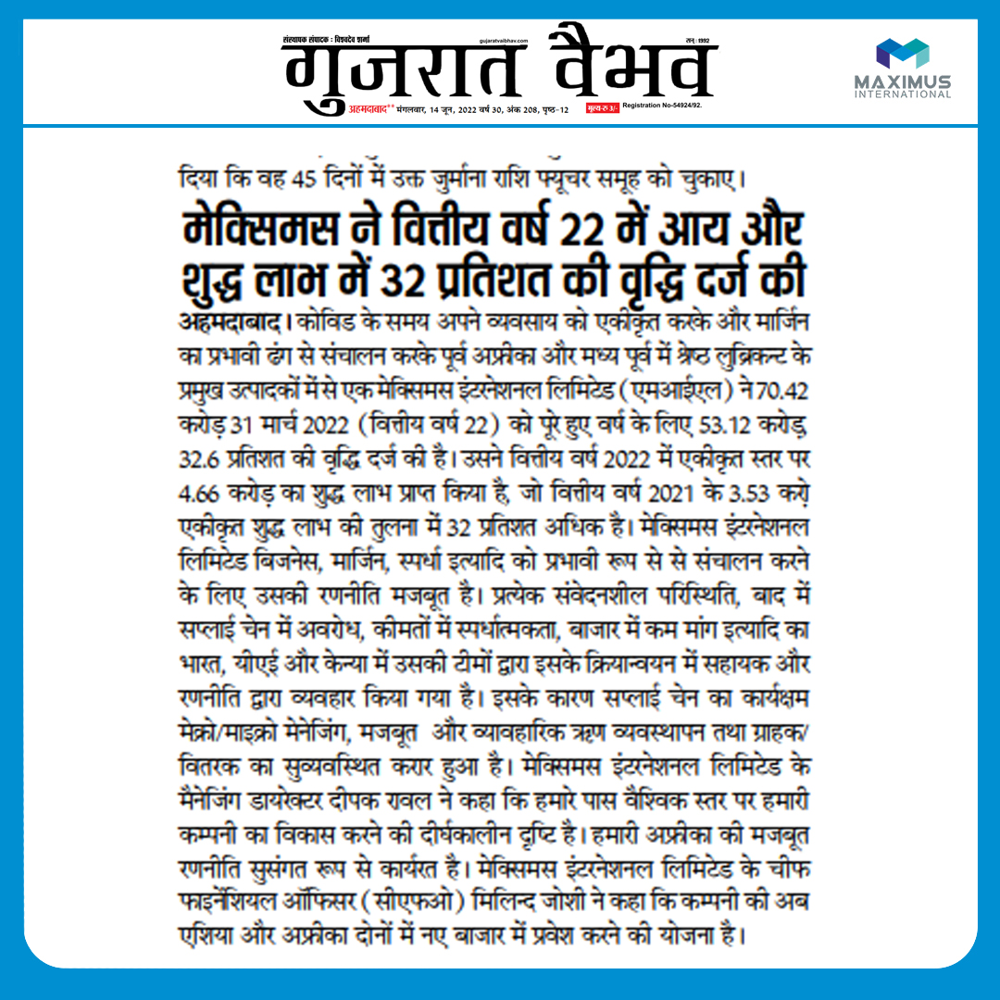 संस्थापक संपादक : विश्वदेव शर्मा
gujaratvaibhav.com
सन् : 1992
गुजरात वैभव
अहमदाबाद** मंगलवार, 14 जून, 2022 वर्ष 30, अंक 208, पृष्ठ-12
मूल्य-रु 3/-
Registration No-54924/92.
MAXIMUS
INTERNATIONAL
दिया कि वह 45 दिनों में उक्त जुर्माना राशि फ्यूचर समूह को चुकाए।
मेक्सिमस ने वित्तीय वर्ष 22 में आय और
शुद्ध लाभ में 32 प्रतिशत की वृद्धि दर्ज की
अहमदाबाद। कोविड के समय अपने व्यवसाय को एकीकृत करके और मार्जिन
का प्रभावी ढंग से संचालन करके पूर्व अफ्रीका और मध्य पूर्व में श्रेष्ठ लुब्रिकन्ट के
प्रमुख उत्पादकों में से एक मेक्सिमस इंटरनेशनल लिमिटेड (एमआईएल) ने 70.42
करोड़ 31 मार्च 2022 (वित्तीय वर्ष 22) को पूरे हुए वर्ष के लिए 53.12 करोड़,
32.6 प्रतिशत की वृद्धि दर्ज की है। उसने वित्तीय वर्ष 2022 में एकीकृत स्तर पर
4.66 करोड़ का शुद्ध लाभ प्राप्त किया है, जो वित्तीय वर्ष 2021 के 3.53 करो़
एकीकृत शुद्ध लाभ की तुलना में 32 प्रतिशत अधिक है। मेक्सिमस इंटरनेशनल
लिमिटेड बिजनेस, मार्जिन, स्पर्धा इत्यादि को प्रभावी रूप से से संचालन करने
के लिए उसकी रणनीति मजबूत है। प्रत्येक संवेदनशील परिस्थिति, बाद में
सप्लाई चेन में अवरोध, कीमतों में स्पर्धात्मकता, बाजार में कम मांग इत्यादि का
भारत, यीएई और केन्या में उसकी टीमों द्वारा इसके क्रियान्वयन में सहायक और
रणनीति द्वारा व्यवहार किया गया है। इसके कारण सप्लाई चेन का कार्यक्षम
मेक्रो/माइक्रो मेनेजिंग, मजबूत और व्यावहारिक ऋण व्यवस्थापन तथा ग्राहक/
वितरक का सुव्यवस्थित करार हुआ है। मेक्सिमस इंटरनेशनल लिमिटेड के
मैनेजिंग डायरेक्टर दीपक रावल ने कहा कि हमारे पास वैश्विक स्तर पर हमारी
कम्पनी का विकास करने की दीर्घकालीन दृष्टि है। हमारी अफ्रीका की मजबूत
रणनीति सुसंगत रूप से कार्यरत है। मेक्सिमस इंटरनेशनल लिमिटेड के चीफ
फाइनेंशियल ऑफिसर (सीएफओ) मिलिन्द जोशी ने कहा कि कम्पनी की अब
एशिया और अफ्रीका दोनों में नए बाजार में प्रवेश करने की योजना है।